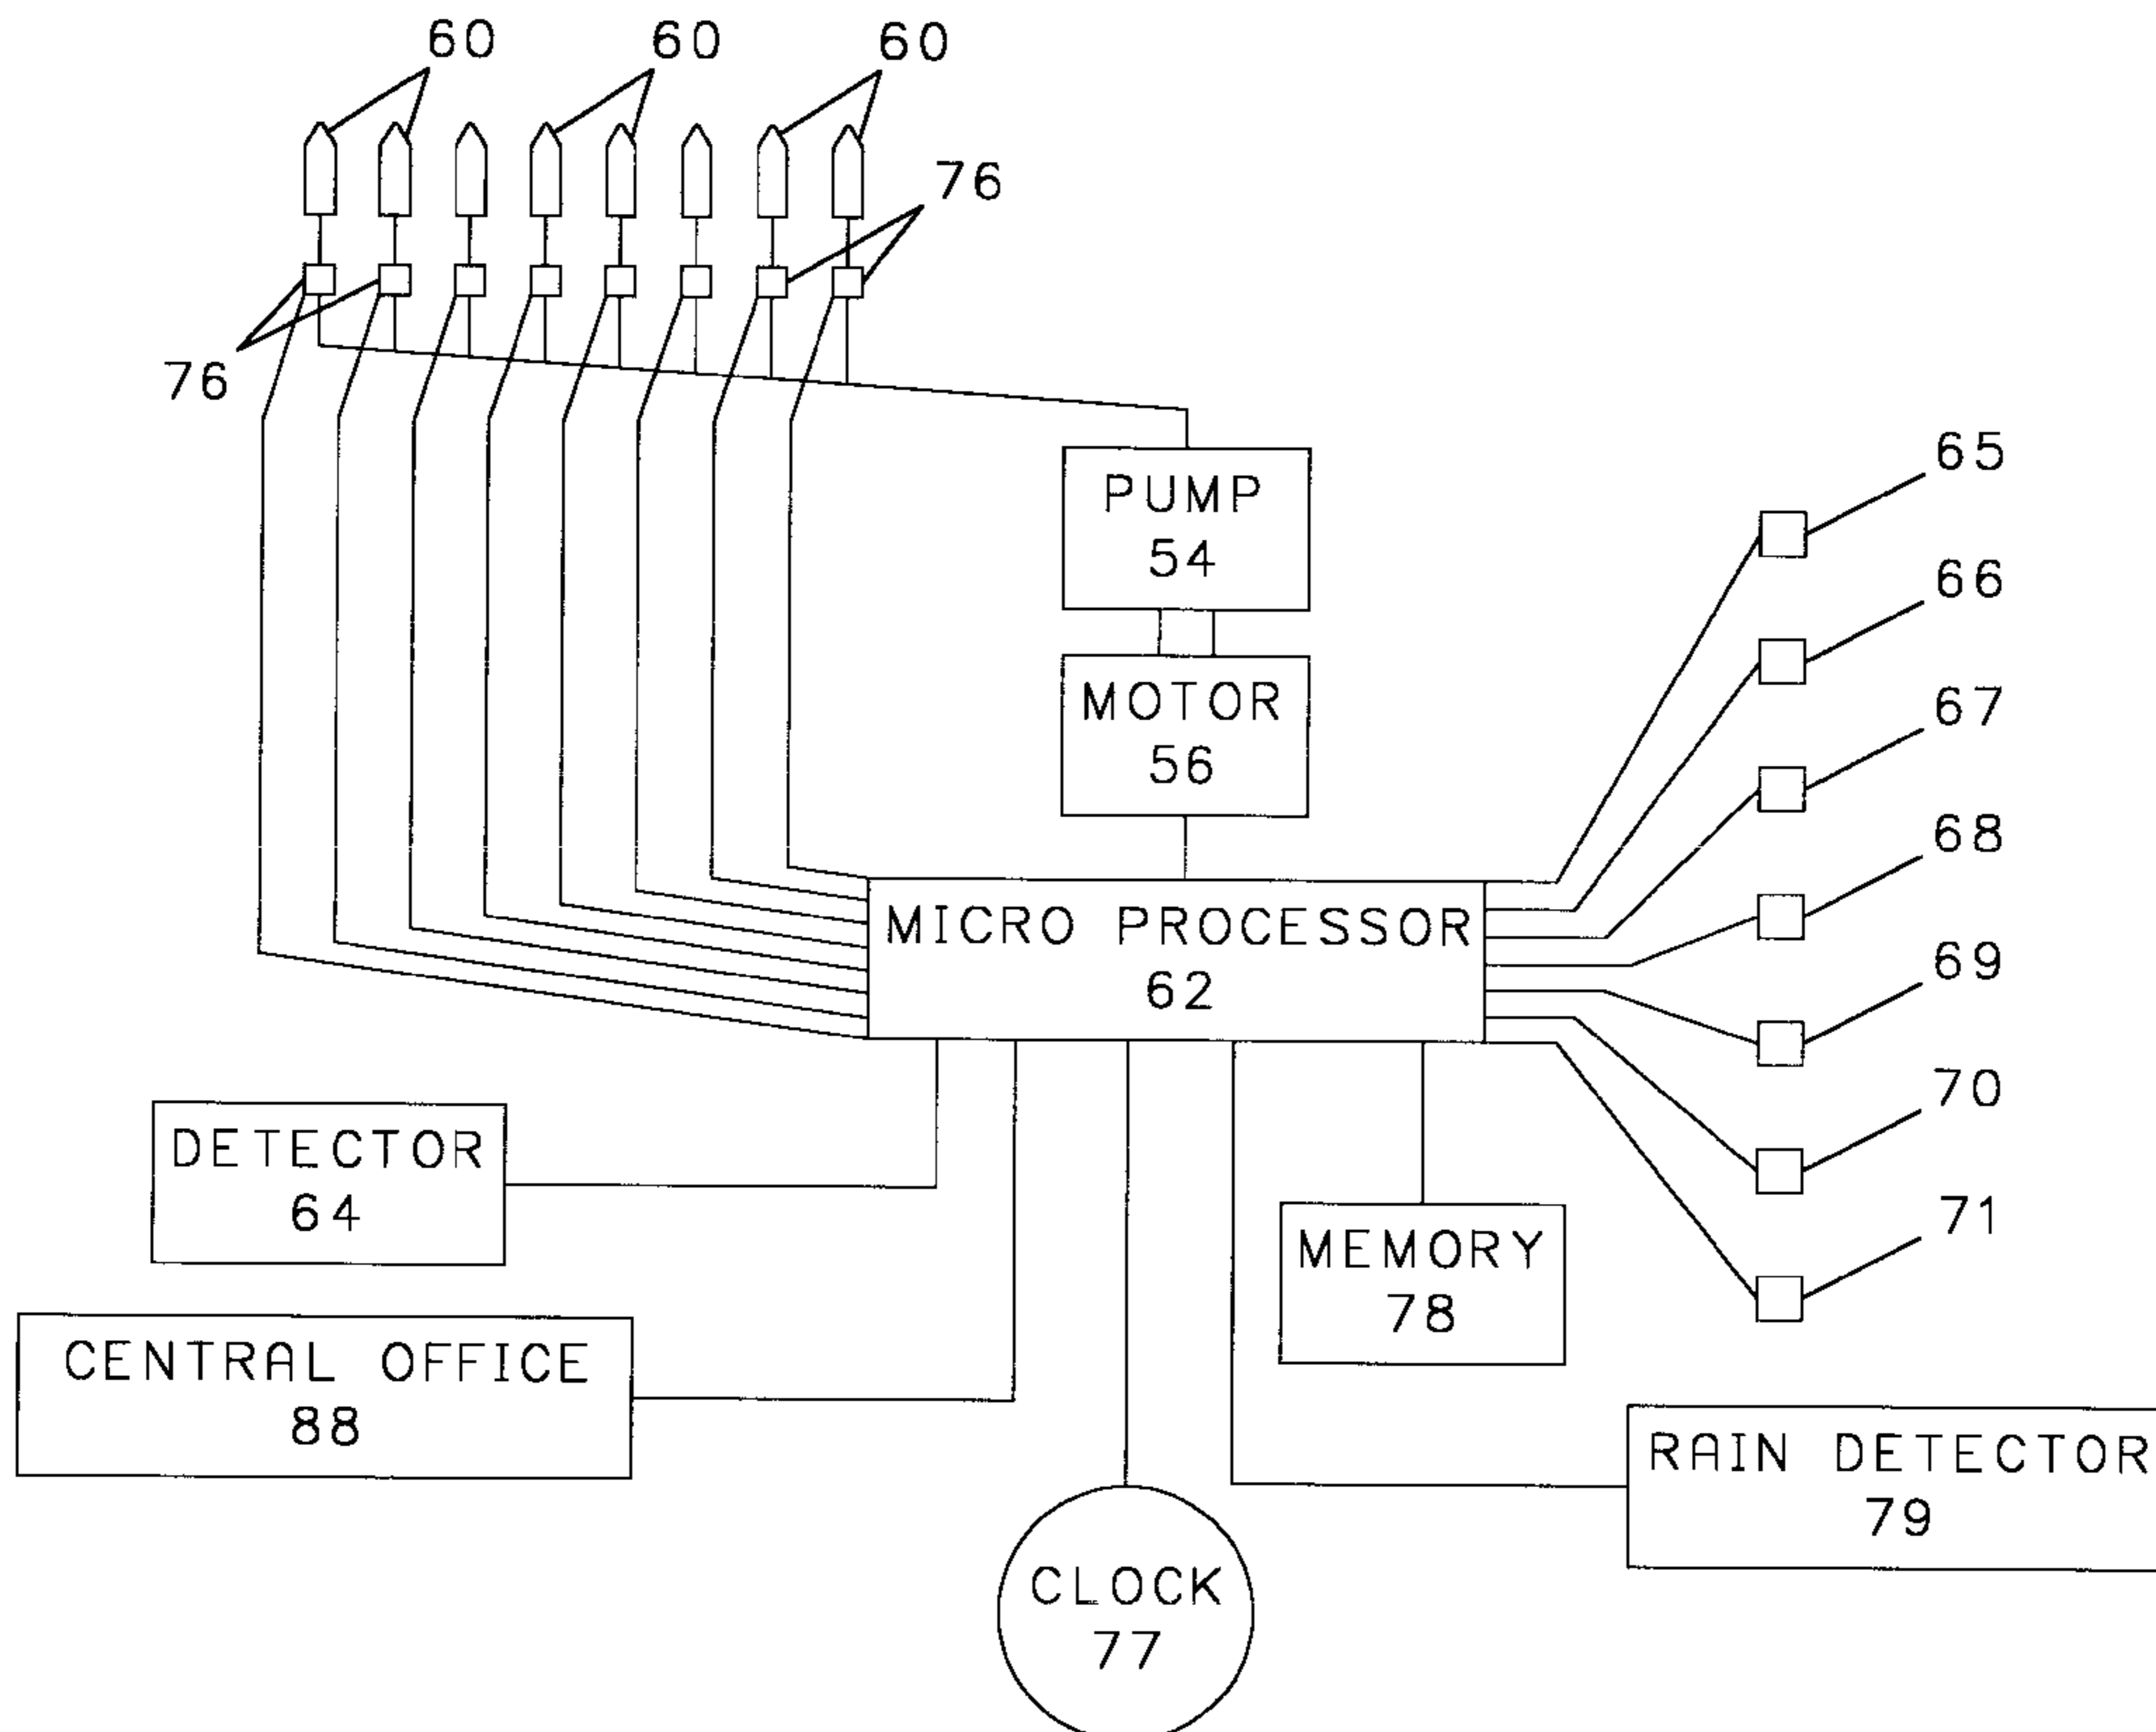 60
60
60
76
76
PUMP
54
65
66
MOTOR
56
67
68
MICRO PROCESSOR
62
69
70
DETECTOR
64
71
MEMORY
78
CENTRAL OFFICE
88
RAIN DETECTOR
79
CLOCK
77